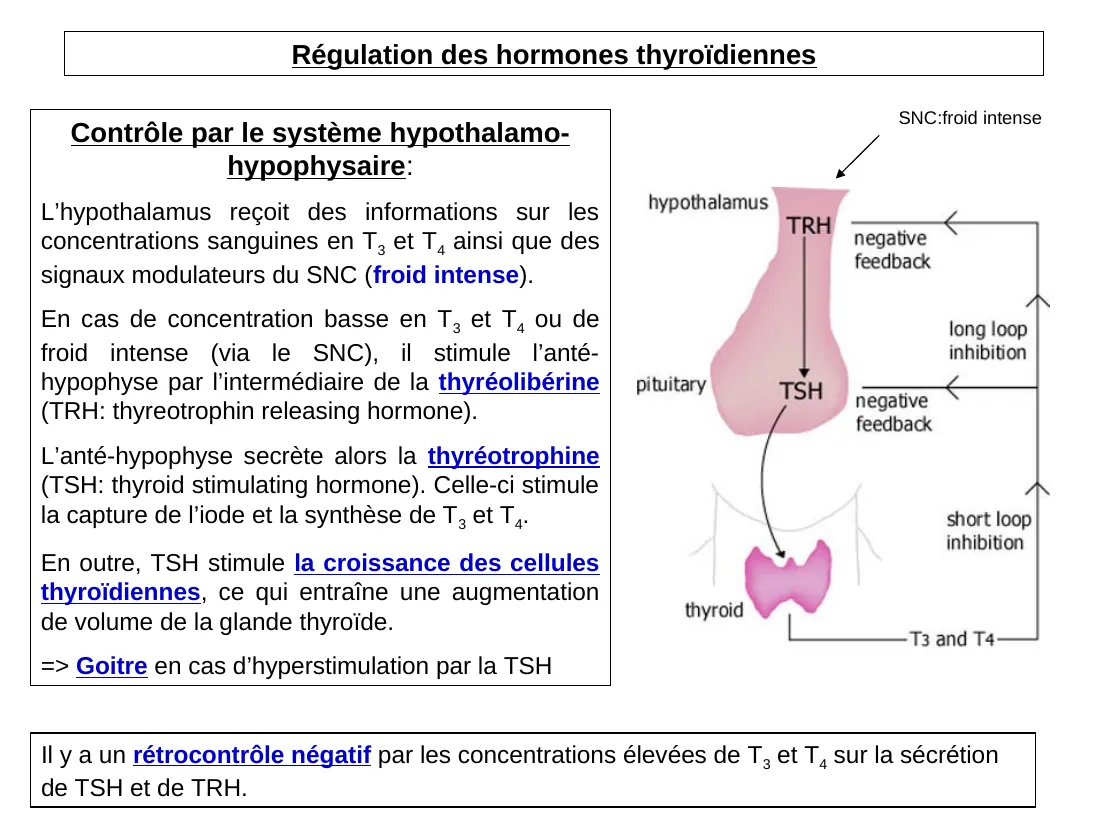 Régulation des hormones thyroïdiennes
Contrôle par le système hypothalamo-
hypophysaire:
L’hypothalamus reçoit des informations sur les
concentrations sanguines en T3 et T4 ainsi que des
signaux modulateurs du SNC (froid intense).
En cas de concentration basse en T3 et T4 ou de
froid intense (via le SNC), il stimule l’anté-
hypophyse par l’intermédiaire de la thyréolibérine
(TRH: thyreotrophin releasing hormone).
L’anté-hypophyse secrète alors la thyréotrophine
(TSH: thyroid stimulating hormone). Celle-ci stimule
la capture de l’iode et la synthèse de T3 et T4.
En outre, TSH stimule la croissance des cellules
thyroïdiennes, ce qui entraîne une augmentation
de volume de la glande thyroïde.
=> Goitre en cas d’hyperstimulation par la TSH
SNC:froid intense
hypothalamus
TRH
negative
feedback
long loop
inhibition
pituitary
TSH
negative
feedback
short loop
inhibition
thyroid
T3 and T4
Il y a un rétrocontrôle négatif par les concentrations élevées de T3 et T4 sur la sécrétion
de TSH et de TRH.